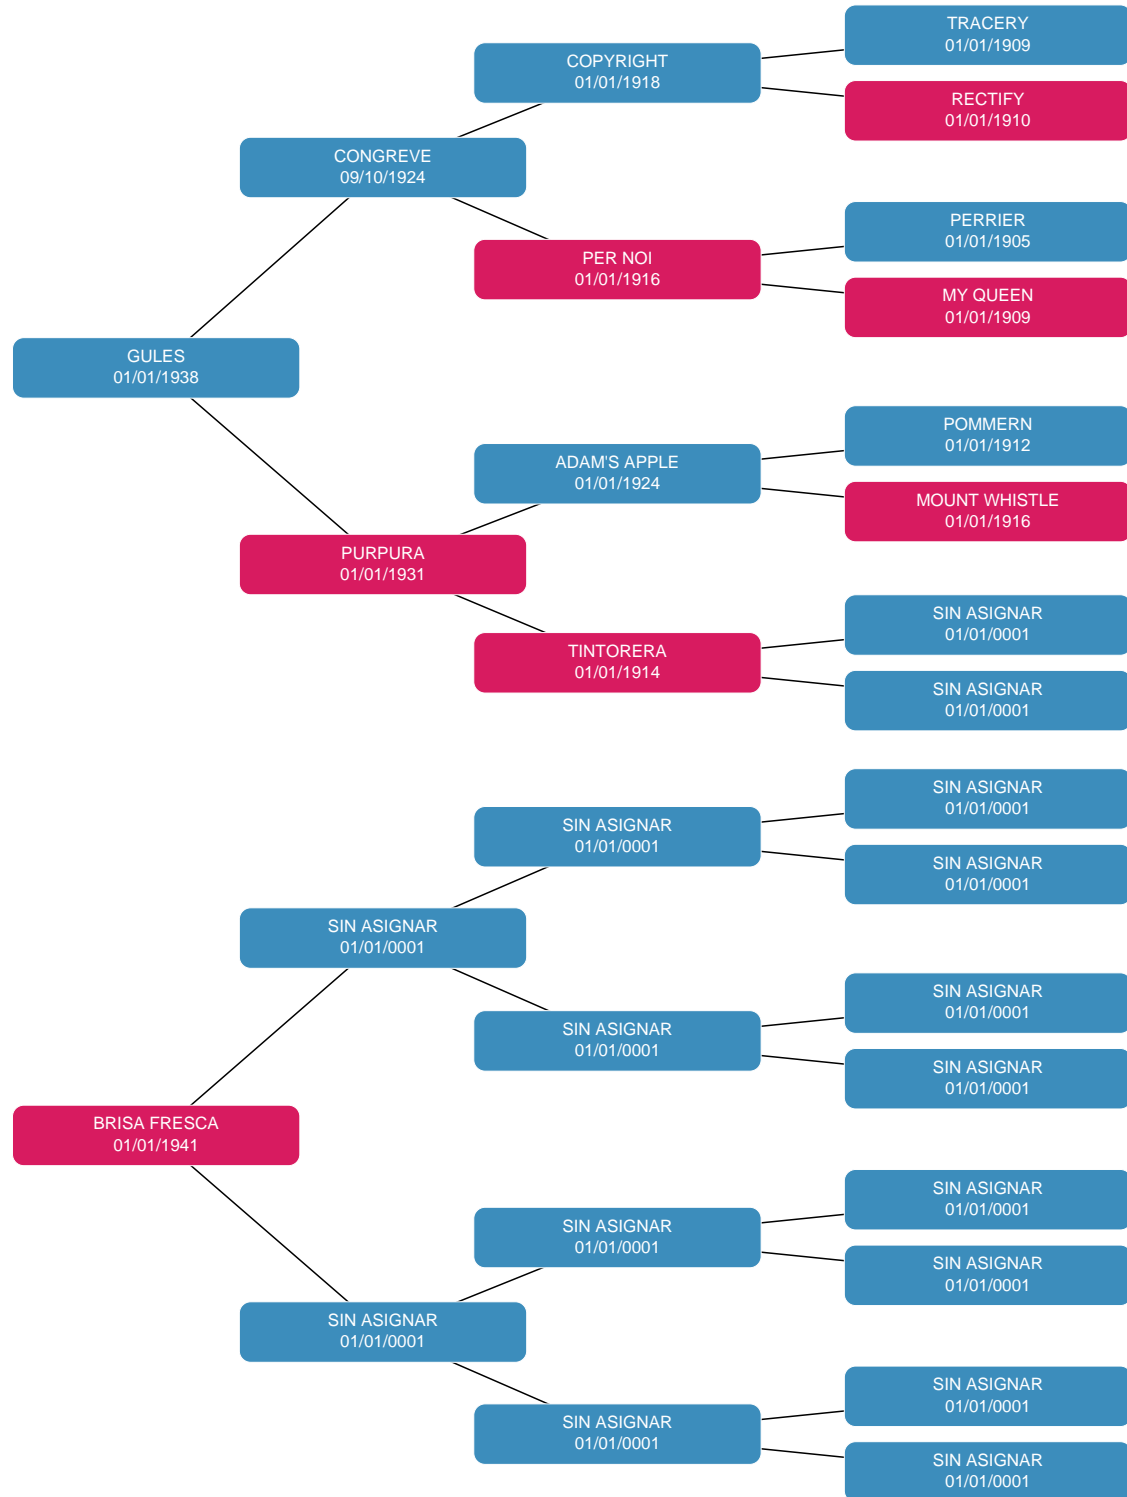 TRACERY
01/01/1909
COPYRIGHT
01/01/1918
RECTIFY
01/01/1910
CONGREVE
09/10/1924
PERRIER
01/01/1905
PER NOI
01/01/1916
MY QUEEN
01/01/1909
GULES
01/01/1938
POMMERN
01/01/1912
ADAM'S APPLE
01/01/1924
MOUNT WHISTLE
01/01/1916
PURPURA
01/01/1931
SIN ASIGNAR
01/01/0001
TINTORERA
01/01/1914
SIN ASIGNAR
01/01/0001
SIN ASIGNAR
01/01/0001
SIN ASIGNAR
01/01/0001
SIN ASIGNAR
01/01/0001
SIN ASIGNAR
01/01/0001
SIN ASIGNAR
01/01/0001
SIN ASIGNAR
01/01/0001
SIN ASIGNAR
01/01/0001
BRISA FRESCA
01/01/1941
SIN ASIGNAR
01/01/0001
SIN ASIGNAR
01/01/0001
SIN ASIGNAR
01/01/0001
SIN ASIGNAR
01/01/0001
SIN ASIGNAR
01/01/0001
SIN ASIGNAR
01/01/0001
SIN ASIGNAR
01/01/0001